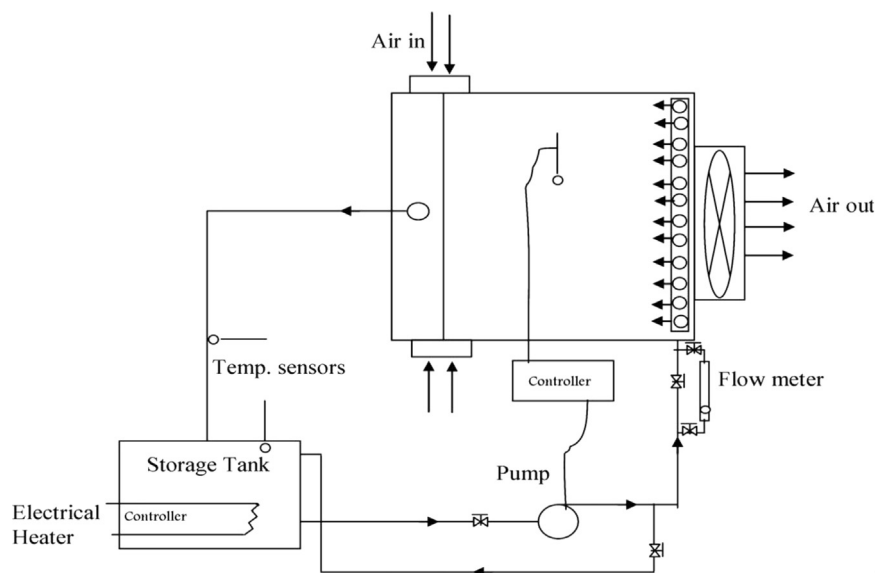 Air in
Air out
Temp. sensors
Controller
Flow meter
Storage Tank
Pump
Electrical
Heater
Controller